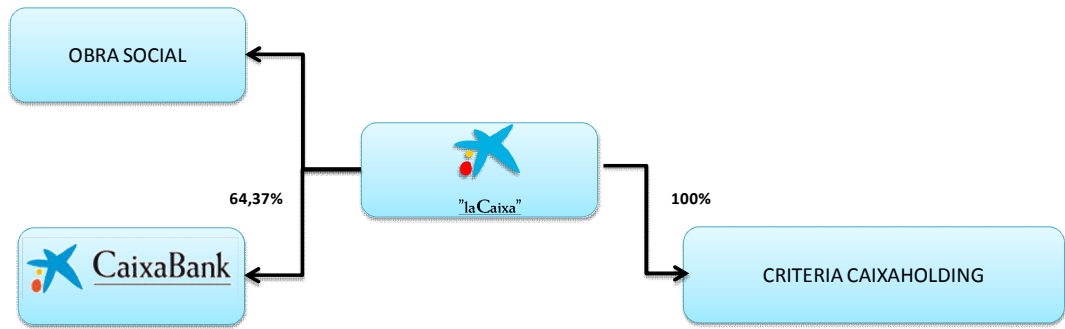 OBRA SOCIAL
"laCaixa"
64,37%
100%
CaixaBank
CRITERIA CAIXAHOLDING